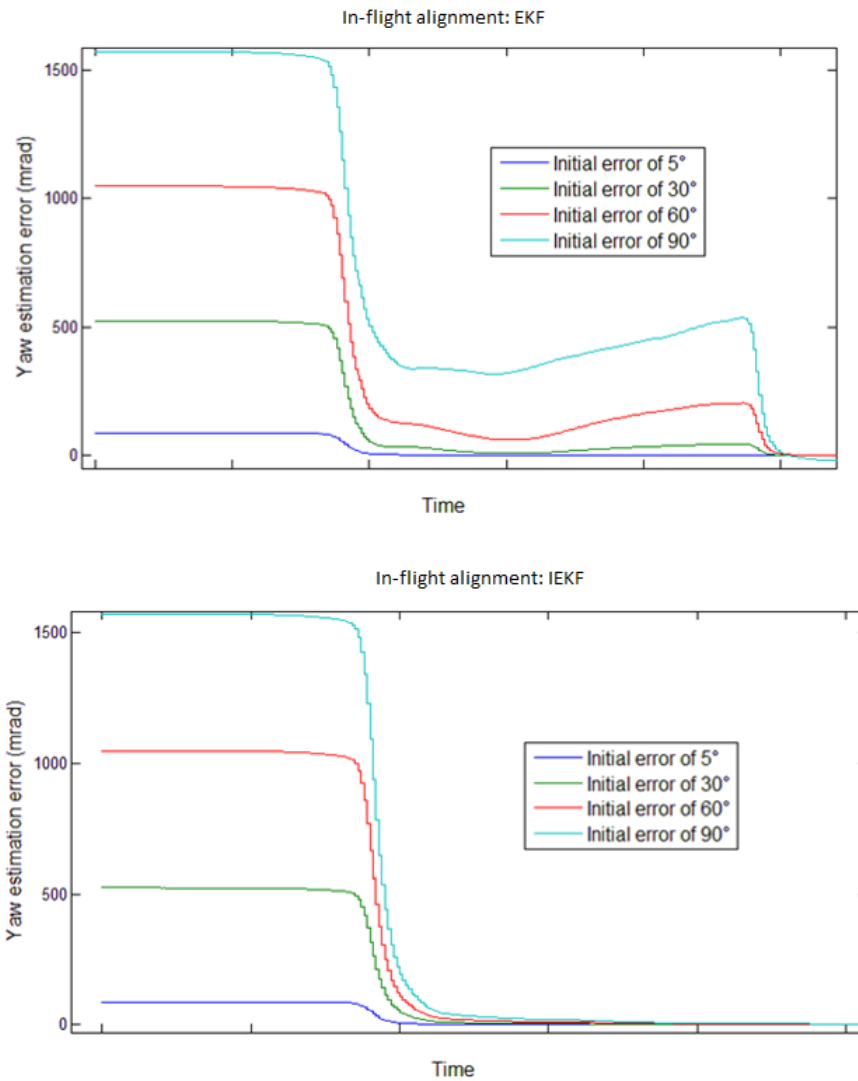 In-flight alignment: EKF
Yaw estimation error (mrad)
1500
1000
500
0
Initial error of 5°
Initial error of 30°
Initial error of 60°
Initial error of 90°
Time
In-flight alignment: IEKF
Yaw estimation error (mrad)
1500
1000
500
0
Initial error of 5°
Initial error of 30°
Initial error of 60°
Initial error of 90°
Time